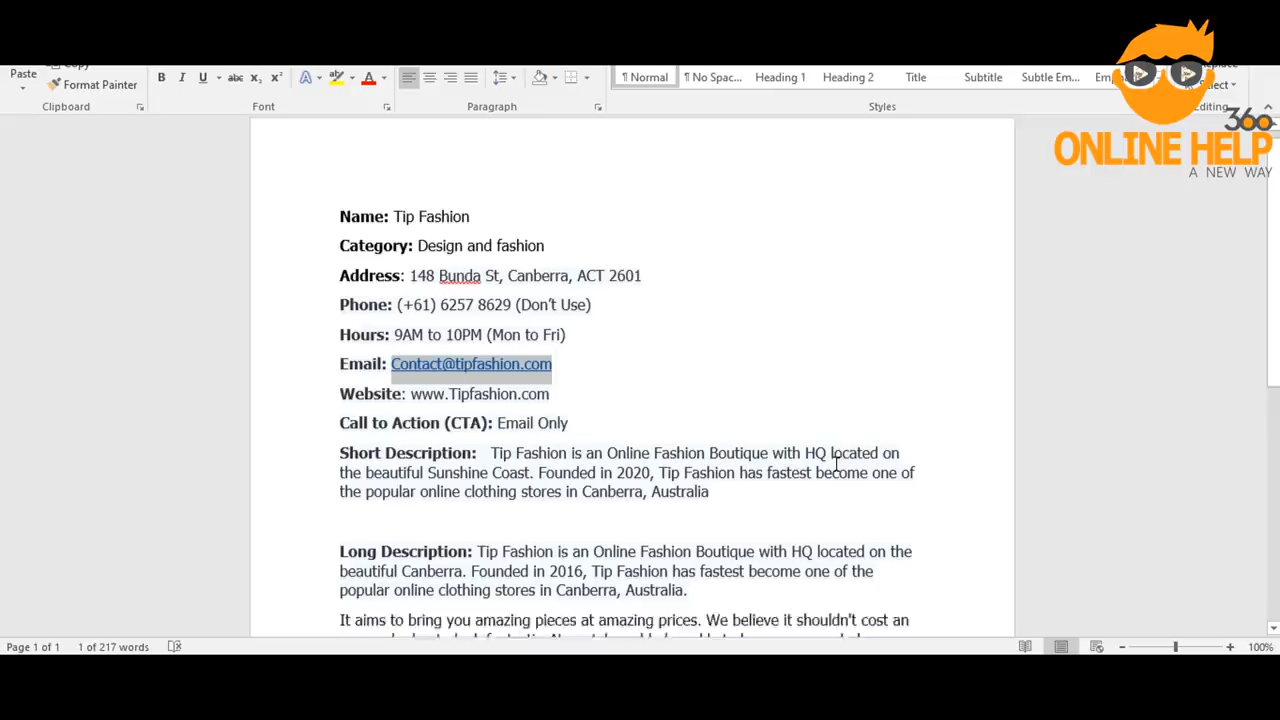 Paste
Format Painter
B I U abc x₂ x² A A
¶ Normal ¶ No Spac... Heading 1 Heading 2 Title Subtitle Subtle Em...
Select
Clipboard Font Paragraph Styles Editing
360
ONLINE HELP
A NEW WAY
Name: Tip Fashion
Category: Design and fashion
Address: 148 Bunda St, Canberra, ACT 2601
Phone: (+61) 6257 8629 (Don't Use)
Hours: 9AM to 10PM (Mon to Fri)
Email: Contact@tipfashion.com
Website: www.Tipfashion.com
Call to Action (CTA): Email Only
Short Description: Tip Fashion is an Online Fashion Boutique with HQ located on
the beautiful Sunshine Coast. Founded in 2020, Tip Fashion has fastest become one of
the popular online clothing stores in Canberra, Australia
Long Description: Tip Fashion is an Online Fashion Boutique with HQ located on the
beautiful Canberra. Founded in 2016, Tip Fashion has fastest become one of the
popular online clothing stores in Canberra, Australia.
It aims to bring you amazing pieces at amazing prices. We believe it shouldn't cost an
Page 1 of 1 1 of 217 words 100%